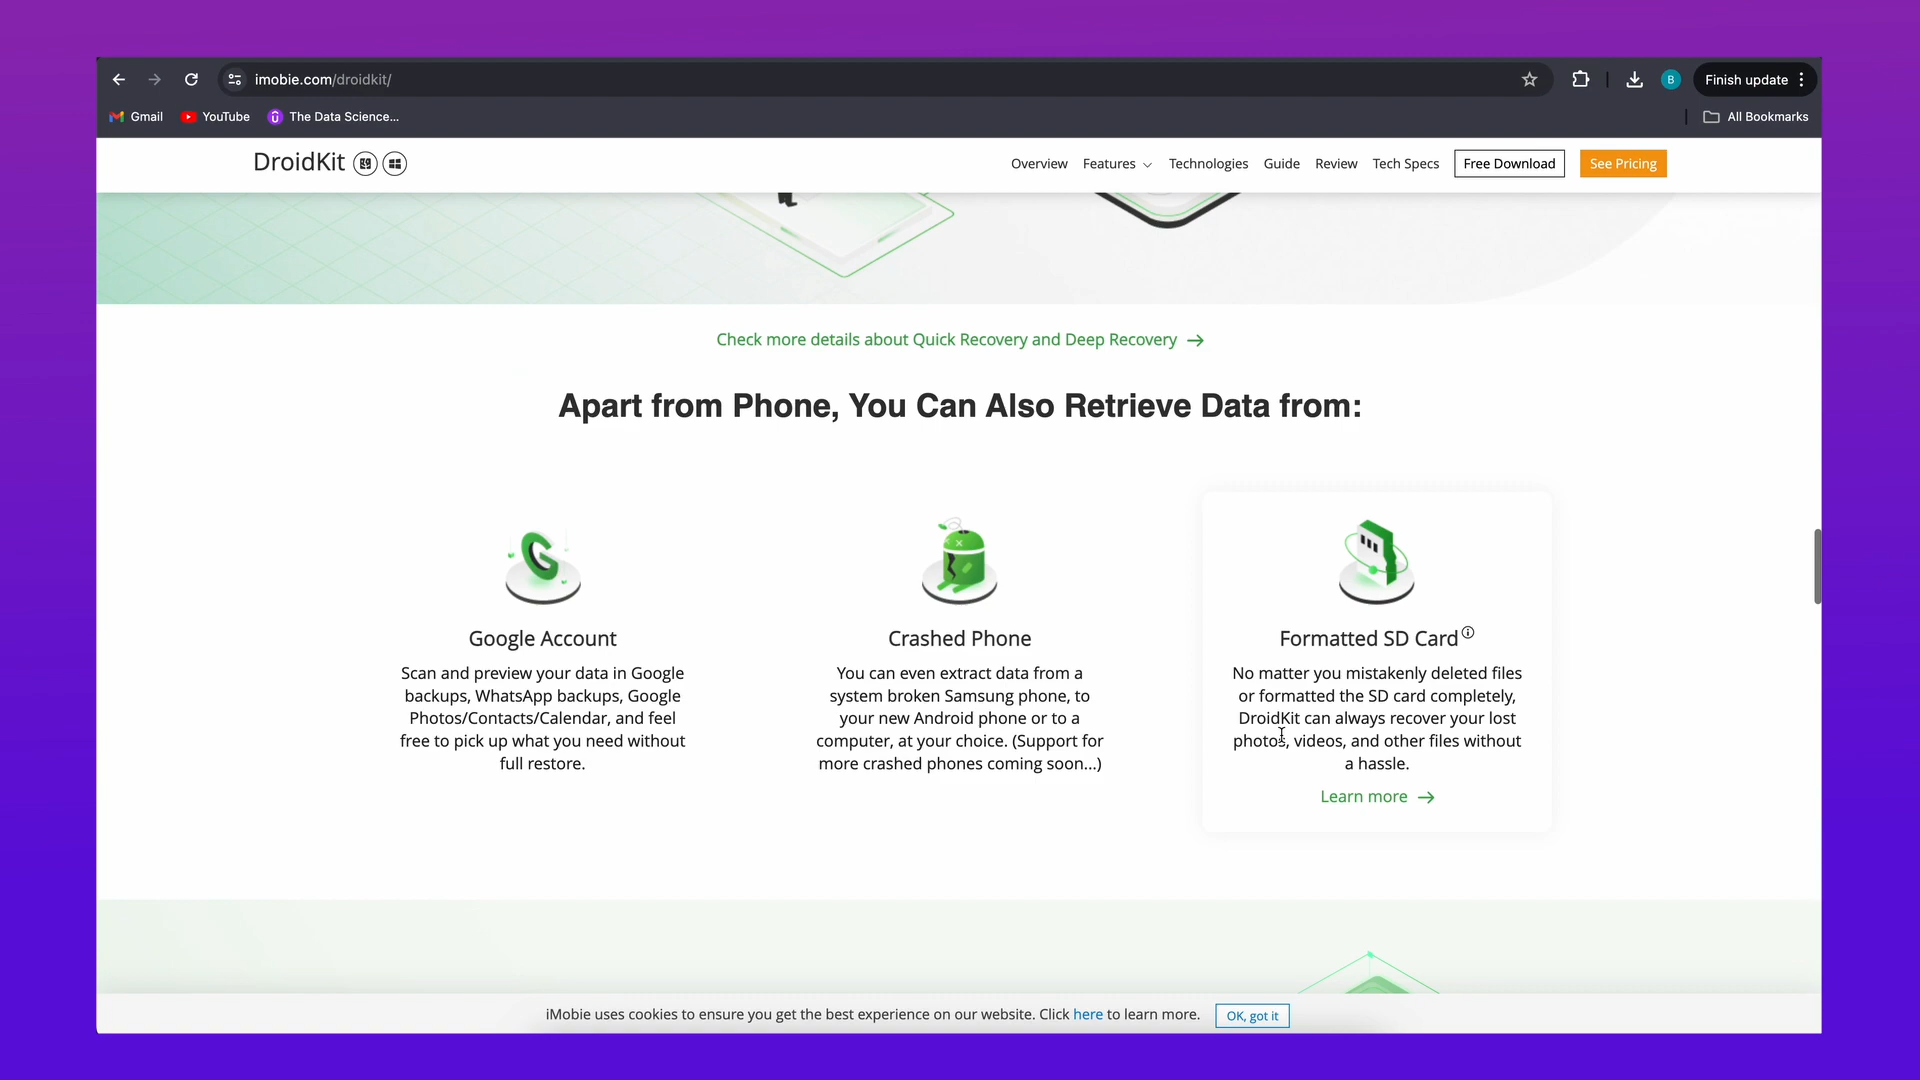 imobie.com/droidkit/
B
Finish update
Gmail
YouTube
The Data Science...
All Bookmarks
DroidKit
Overview
Features
Technologies
Guide
Review
Tech Specs
Free Download
See Pricing
Check more details about Quick Recovery and Deep Recovery →
Apart from Phone, You Can Also Retrieve Data from:
Google Account
Scan and preview your data in Google
backups, WhatsApp backups, Google
Photos/Contacts/Calendar, and feel
free to pick up what you need without
full restore.
Crashed Phone
You can even extract data from a
system broken Samsung phone, to
your new Android phone or to a
computer, at your choice. (Support for
more crashed phones coming soon...)
Formatted SD Card
No matter you mistakenly deleted files
or formatted the SD card completely,
DroidKit can always recover your lost
photos, videos, and other files without
a hassle.
Learn more →
iMobie uses cookies to ensure you get the best experience on our website. Click here to learn more.
OK, got it